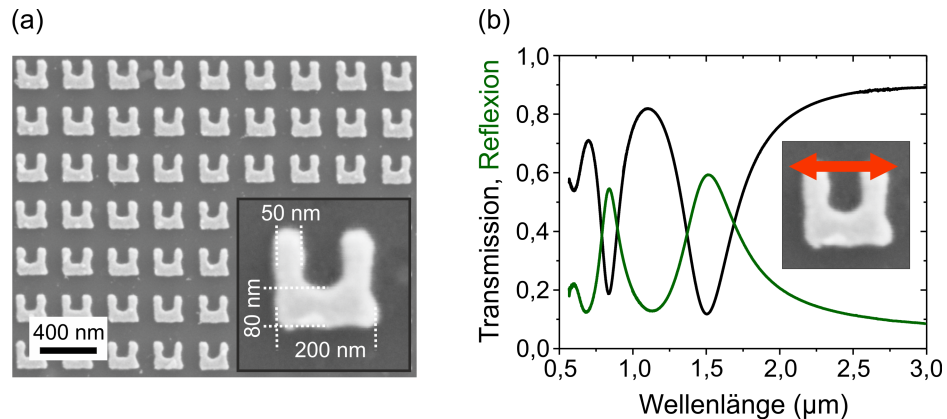 (a)
50 nm
80 nm
200 nm
400 nm
(b)
Transmission, Reflexion
1,0
0,8
0,6
0,4
0,2
0,0
0,5 1,0 1,5 2,0 2,5 3,0
Wellenlänge (µm)